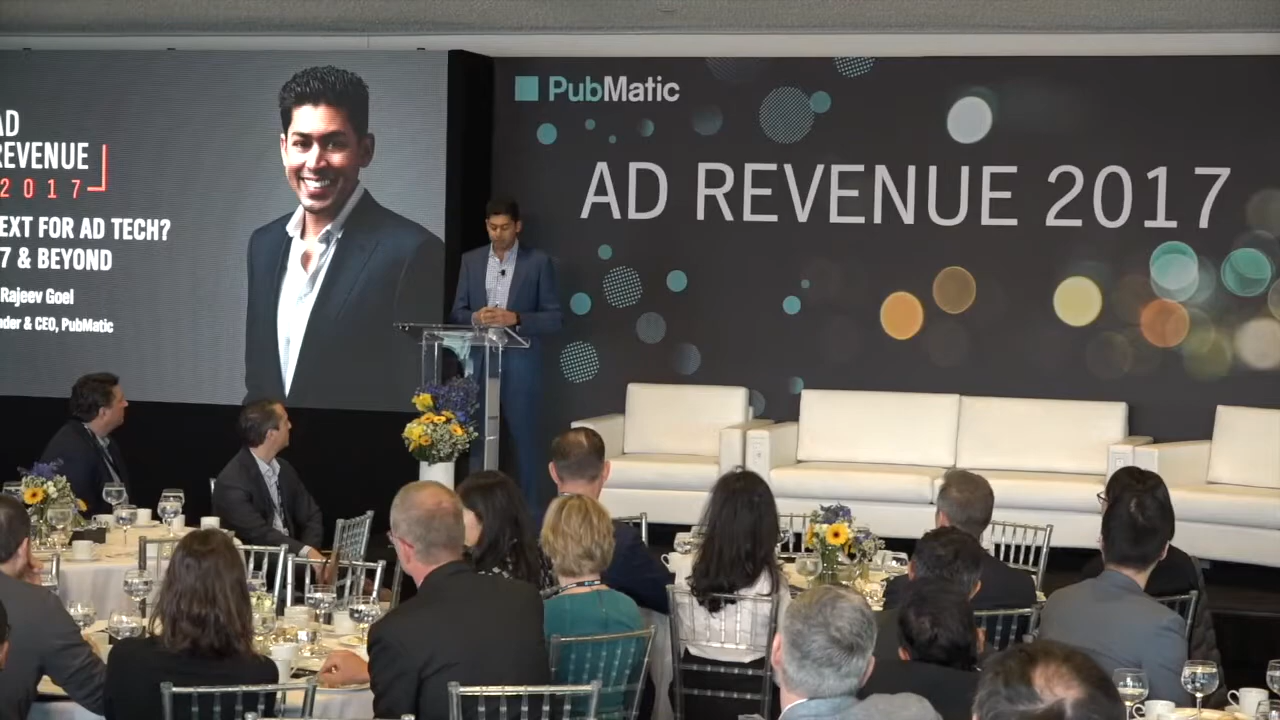 AD
REVENUE
2017
EXT FOR AD TECH?
7 & BEYOND
Rajeev Goel
nder & CEO, PubMatic
PubMatic
AD REVENUE 2017